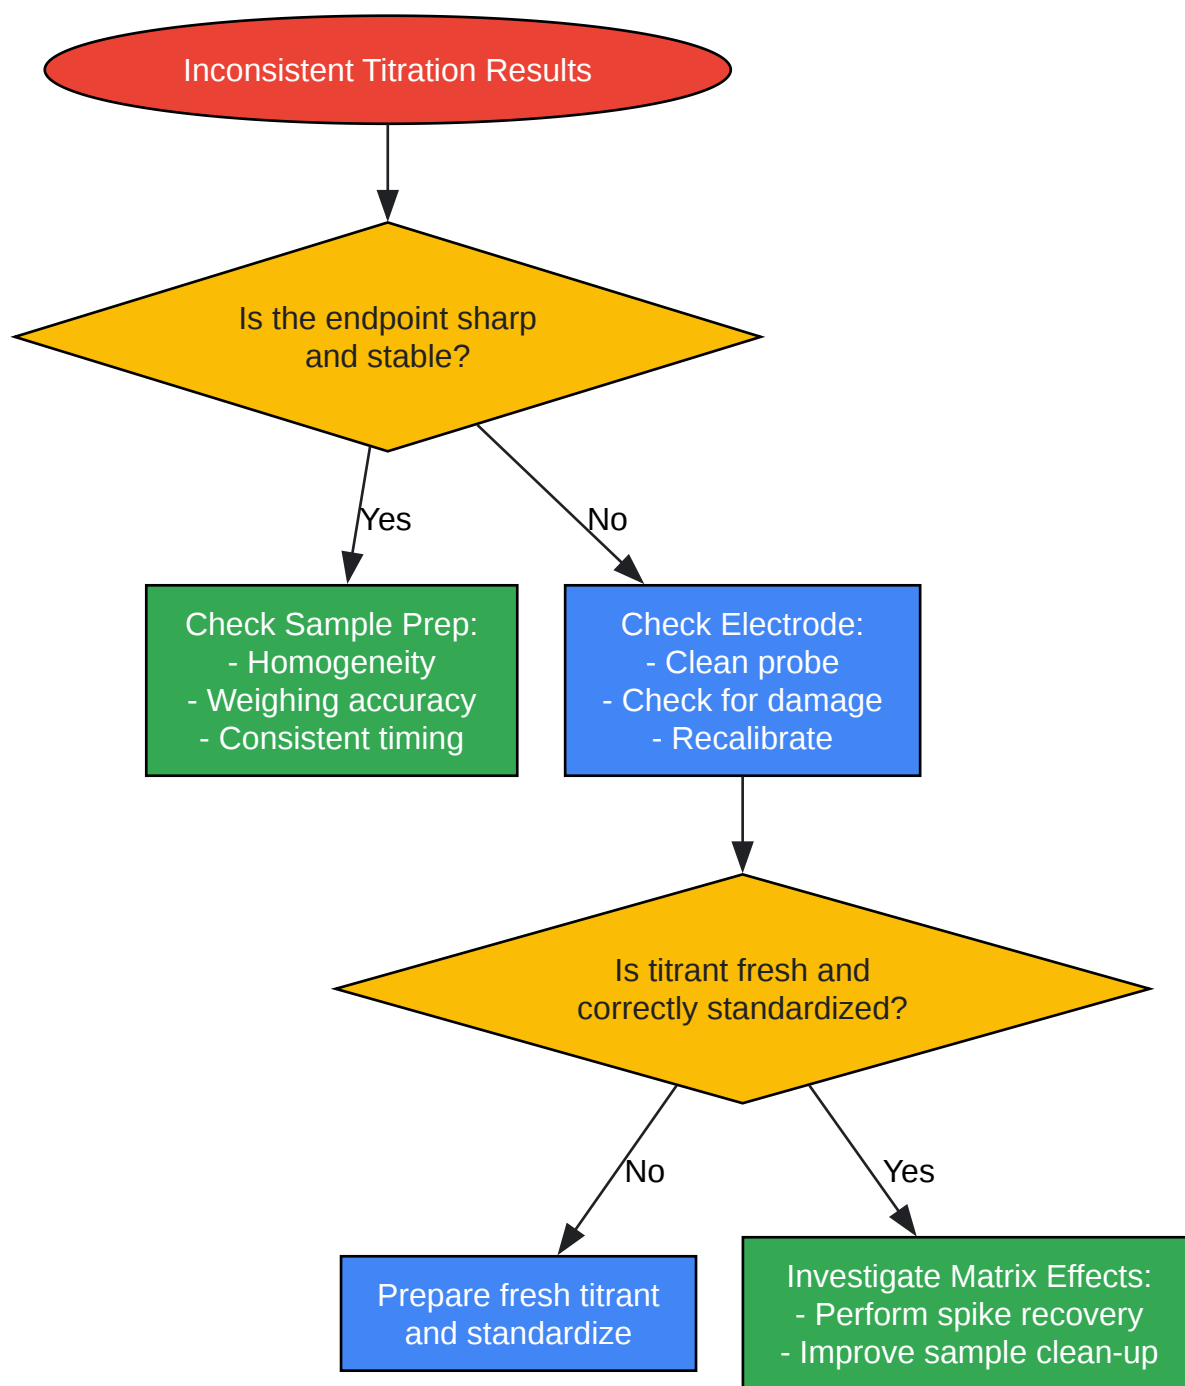 Inconsistent Titration Results
Is the endpoint sharp
and stable?
Yes
No
Check Sample Prep:
- Homogeneity
- Weighing accuracy
- Consistent timing
Check Electrode:
- Clean probe
- Check for damage
- Recalibrate
Is titrant fresh and
correctly standardized?
No
Yes
Prepare fresh titrant
and standardize
Investigate Matrix Effects:
- Perform spike recovery
- Improve sample clean-up